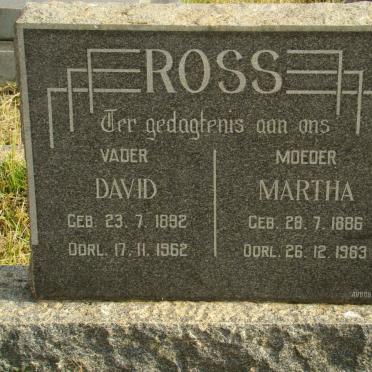 ROSS
Ter gedagtenis aan ons
VADER
DAVID
GEB. 23. 7. 1892
OORL. 17. 11. 1962
MOEDER
MARTHA
GEB. 28. 7. 1886
OORL. 26. 12. 1963